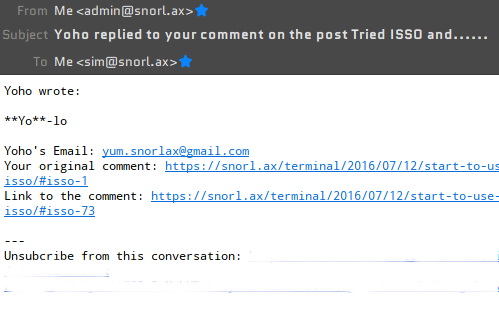 From Me <admin@snorl.ax>
Subject Yoho replied to your comment on the post Tried ISSO and......
To Me <sim@snorl.ax>
Yoho wrote:
**Yo**-lo
Yoho's Email: yum.snorlax@gmail.com
Your original comment: https://snorl.ax/terminal/2016/07/12/start-to-us
isso/#isso-1
Link to the comment: https://snorl.ax/terminal/2016/07/12/start-to-use-
isso/#isso-73
---
Unsubcribe from this conversation: